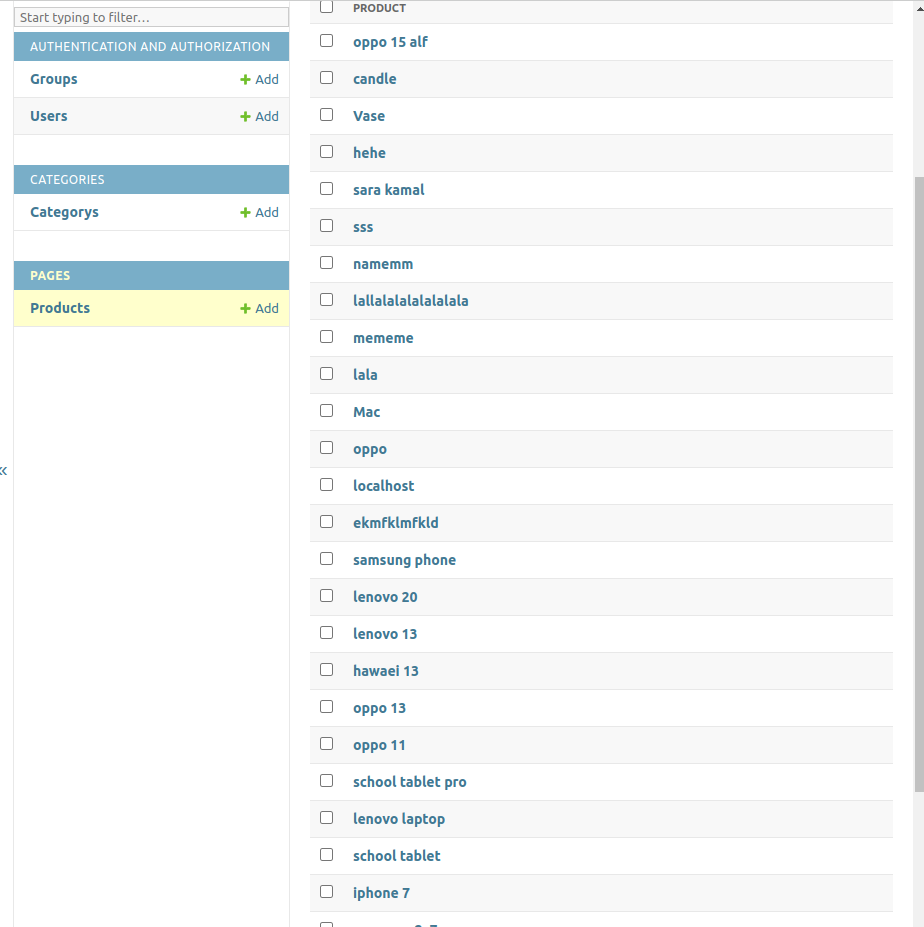 Start typing to filter...
AUTHENTICATION AND AUTHORIZATION
Groups + Add
Users + Add
CATEGORIES
Categorys + Add
PAGES
Products + Add
«
PRODUCT
oppo 15 alf
candle
Vase
hehe
sara kamal
sss
namemm
lallalalalalalalala
mememe
lala
Mac
oppo
localhost
ekmfklmfkld
samsung phone
lenovo 20
lenovo 13
hawaei 13
oppo 13
oppo 11
school tablet pro
lenovo laptop
school tablet
iphone 7